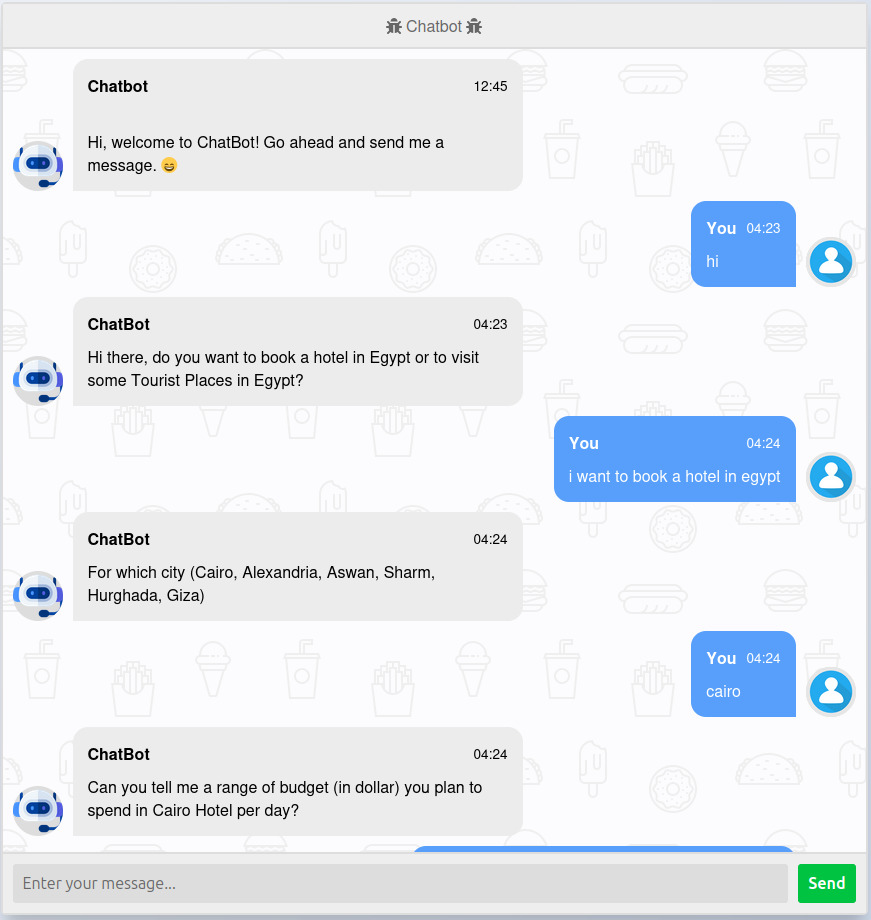 Chatbot
Chatbot 12:45
Hi, welcome to ChatBot! Go ahead and send me a
message. 😄
You 04:23
hi
ChatBot 04:23
Hi there, do you want to book a hotel in Egypt or to visit
some Tourist Places in Egypt?
You 04:24
i want to book a hotel in egypt
ChatBot 04:24
For which city (Cairo, Alexandria, Aswan, Sharm,
Hurghada, Giza)
You 04:24
cairo
ChatBot 04:24
Can you tell me a range of budget (in dollar) you plan to
spend in Cairo Hotel per day?
Enter your message... Send